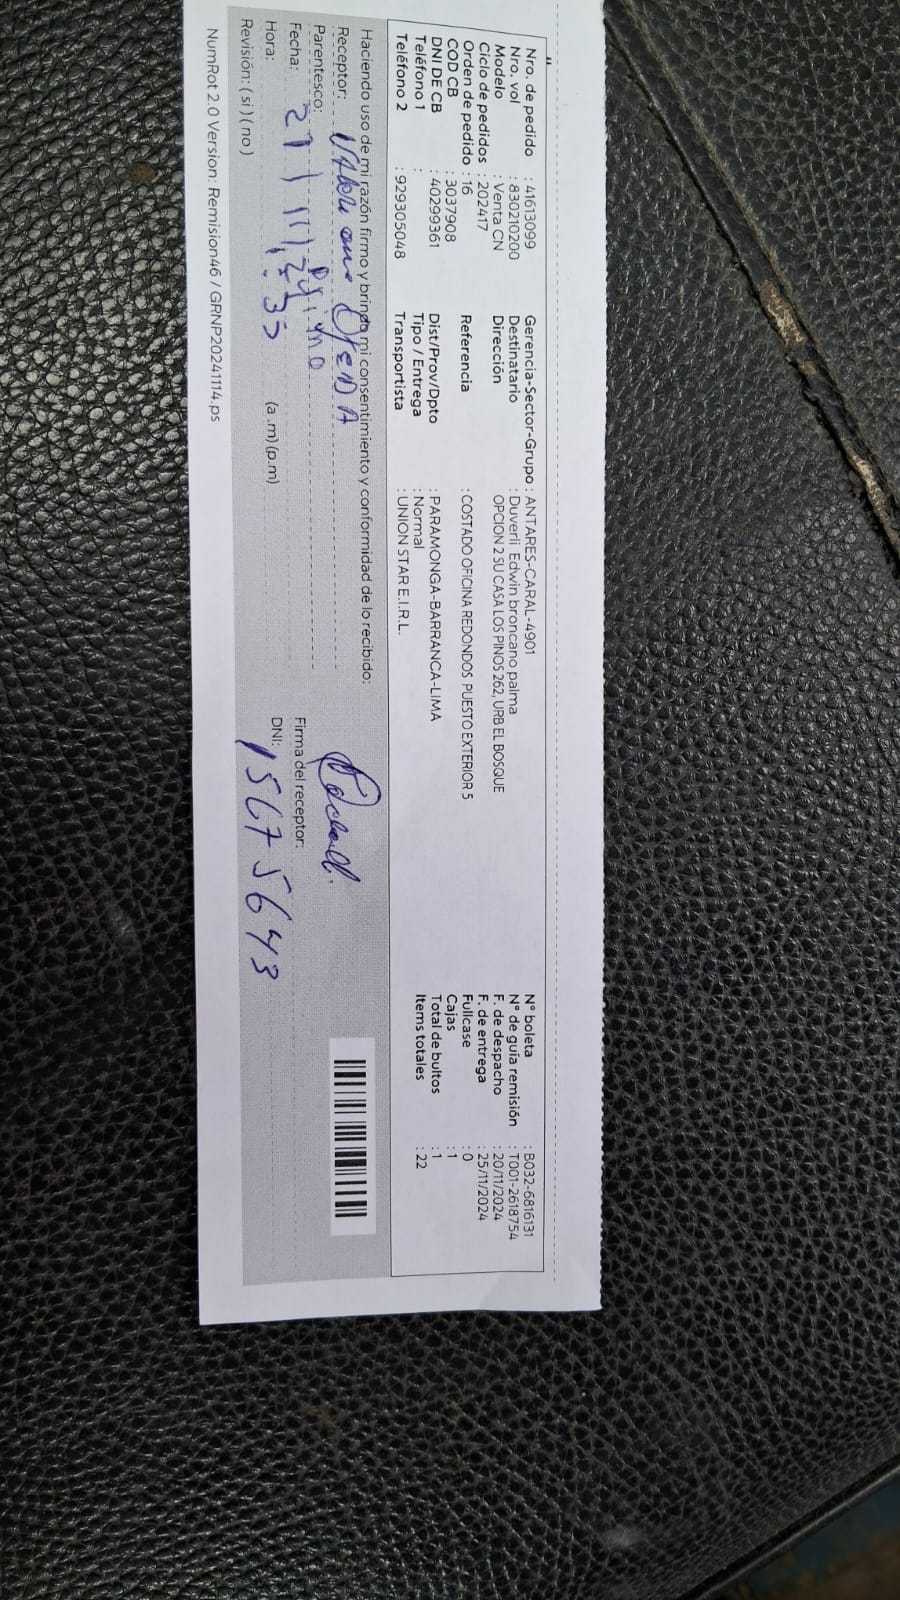 Nro. de pedido : 41613099 Gerencia-Sector-Grupo : ANTARES-CARAL-4901 N° boleta : B032-6816131
Nro. vol : 830210200 Destinatario : Duverli Edwin broncano palma N° de guía remisión : T001-2618754
Modelo : Venta CN Dirección OPCION 2 SU CASA LOS PINOS 262, URB EL BOSQUE F. de despacho : 20/11/2024
Ciclo de pedidos : 202417 F. de entrega : 25/11/2024
Orden de pedido : 16 Referencia : COSTADO OFICINA REDONDOS PUESTO EXTERIOR 5 Fullcase : 0
COD CB : 3037908 Cajas : 1
DNI DE CB : 40299361 Dist/Prov/Dpto : PARAMONGA-BARRANCA-LIMA Total de bultos : 1
Teléfono 1 : Tipo / Entrega : Normal Items totales : 22
Teléfono 2 : 929305048 Transportista : UNION STAR E.I.R.L.
Haciendo uso de mi razón firmo y brindo mi consentimiento y conformidad de lo recibido:
Receptor: OJEDA
Parentesco:
Fecha: Firma del receptor:
Hora: (a .m) (p.m) DNI: 15675643
Revisión: ( si ) ( no )
NumRot 2.0 Version: Remision46 / GRNP20241114.ps